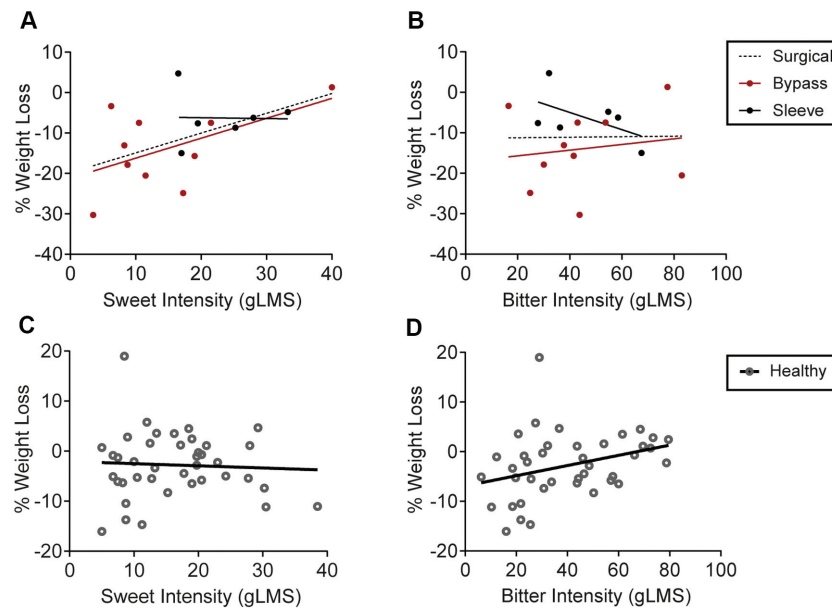 A
10
0
-10
-20
-30
-40
% Weight Loss
0 10 20 30 40
Sweet Intensity (gLMS)
B
10
0
-10
-20
-30
-40
% Weight Loss
0 20 40 60 80 100
Bitter Intensity (gLMS)
Surgical
Bypass
Sleeve
C
20
10
0
-10
-20
% Weight Loss
0 10 20 30 40
Sweet Intensity (gLMS)
D
20
10
0
-10
-20
% Weight Loss
0 20 40 60 80 100
Bitter Intensity (gLMS)
Healthy